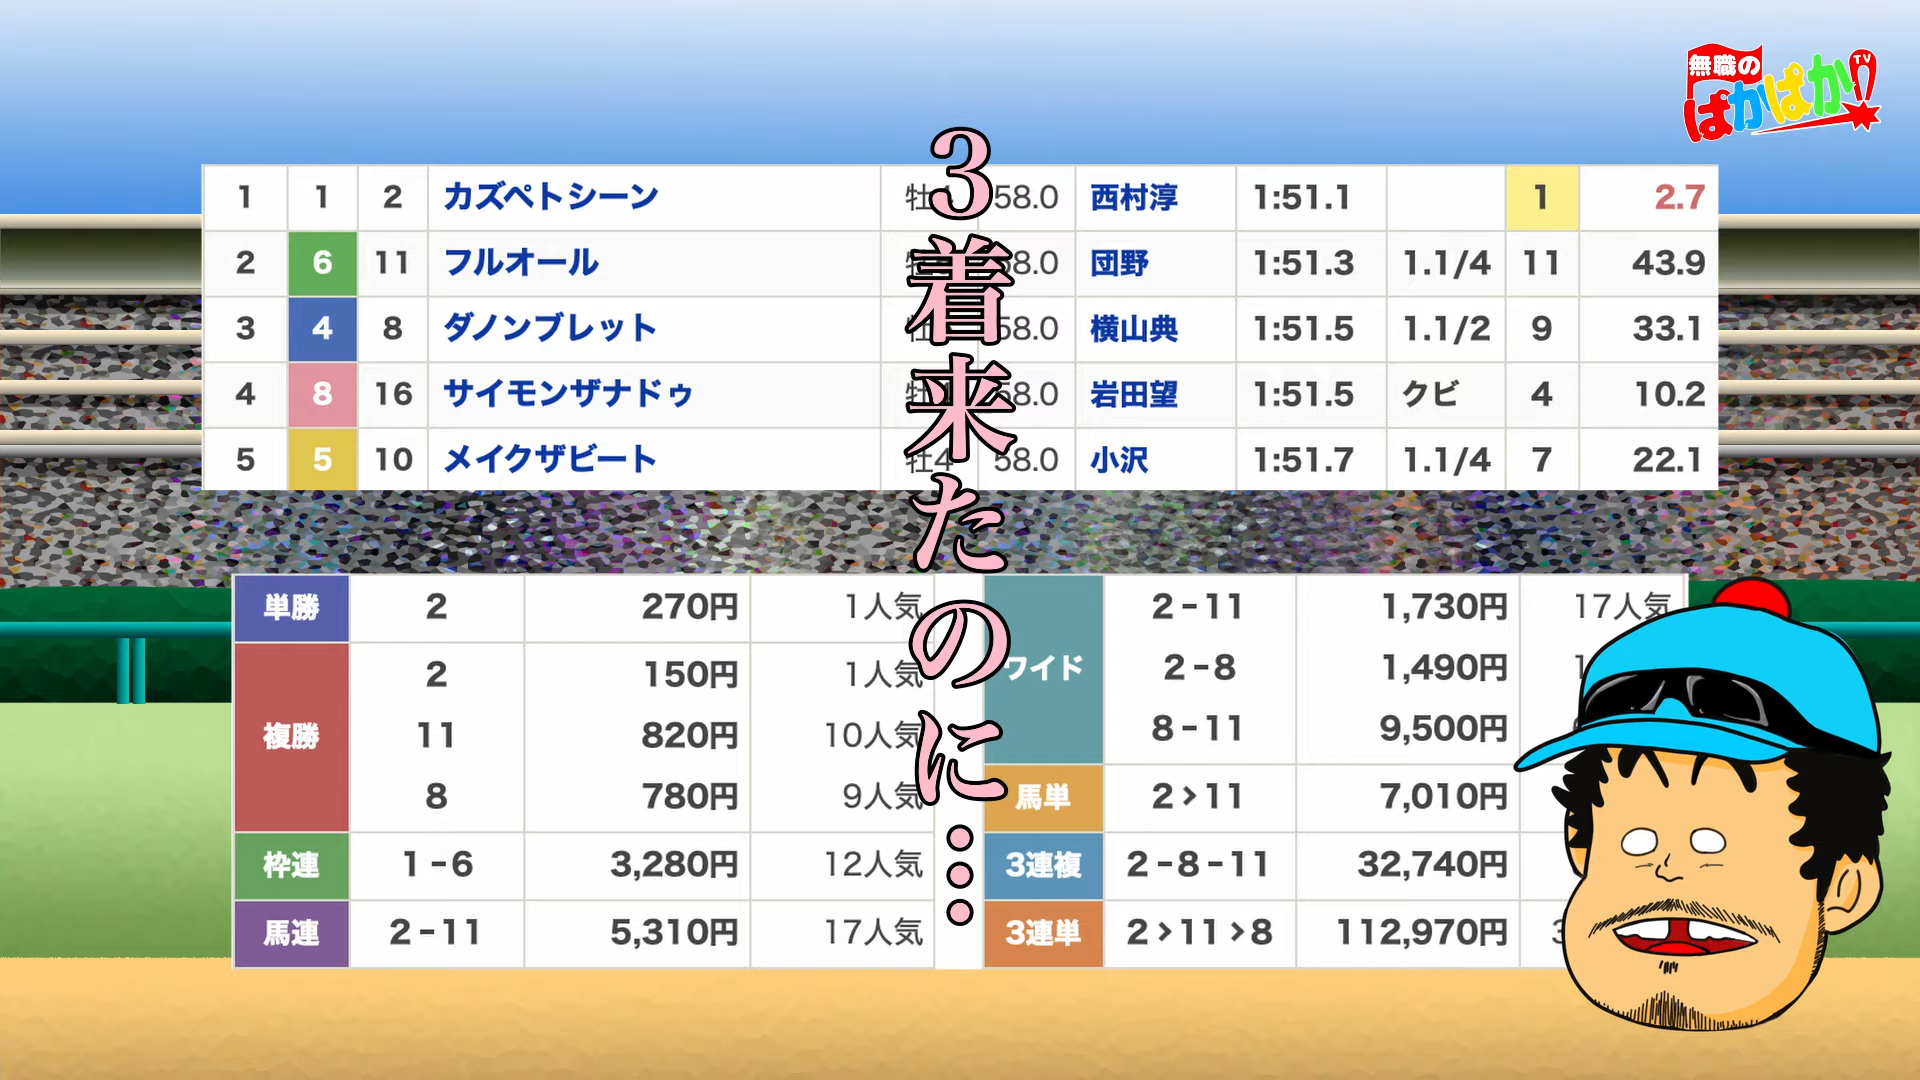 無職の
ぱかぱか!!
TV
1 1 2 カズペトシーン 牡4 58.0 西村淳 1:51.1 1 2.7
2 6 11 フルオール 58.0 団野 1:51.3 1.1/4 11 43.9
3 4 8 ダノンブレット 58.0 横山典 1:51.5 1.1/2 9 33.1
4 8 16 サイモンザナドゥ 58.0 岩田望 1:51.5 クビ 4 10.2
5 5 10 メイクザビート 牡4 58.0 小沢 1:51.7 1.1/4 7 22.1
3着来たのに…
単勝 2 270円 1人気
複勝
2 150円 1人気
11 820円 10人気
8 780円 9人気
枠連 1-6 3,280円 12人気
馬連 2-11 5,310円 17人気
ワイド
2-11 1,730円 17人気
2-8 1,490円
8-11 9,500円
馬単 2>11 7,010円
3連複 2-8-11 32,740円
3連単 2>11>8 112,970円